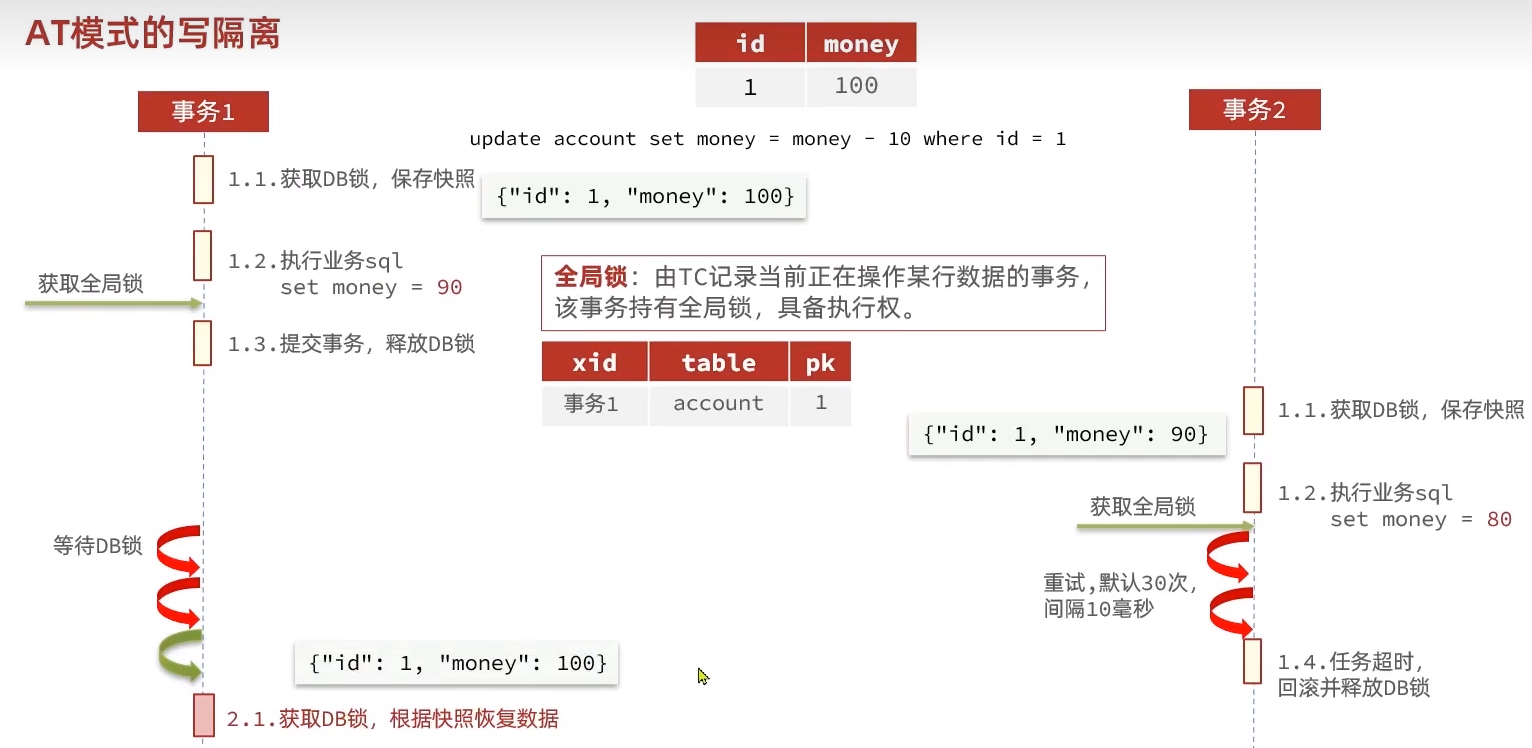 AT模式的写隔离
id money
1 100
事务1
事务2
update account set money = money - 10 where id = 1
1.1.获取DB锁，保存快照
{"id": 1, "money": 100}
1.2.执行业务sql
set money = 90
获取全局锁
全局锁：由TC记录当前正在操作某行数据的事务，
该事务持有全局锁，具备执行权。
1.3.提交事务，释放DB锁
xid table pk
事务1 account 1
1.1.获取DB锁，保存快照
{"id": 1, "money": 90}
1.2.执行业务sql
set money = 80
获取全局锁
等待DB锁
重试,默认30次，
间隔10毫秒
{"id": 1, "money": 100}
1.4.任务超时，
回滚并释放DB锁
2.1.获取DB锁，根据快照恢复数据